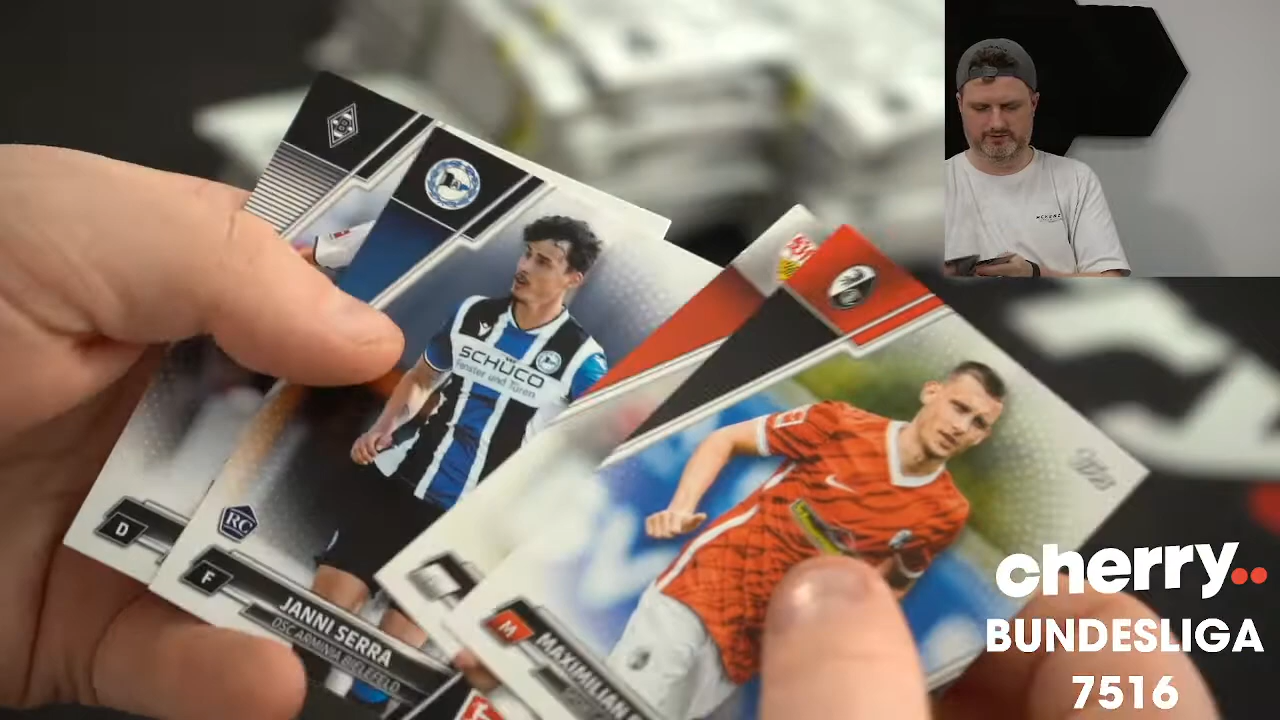 SCHÜCO
Fenster und Türen
RC
D
F
JANNI SERRA
DSC ARMINIA BIELEFELD
M
MAXIMILIAN
cherry..
BUNDESLIGA
7516